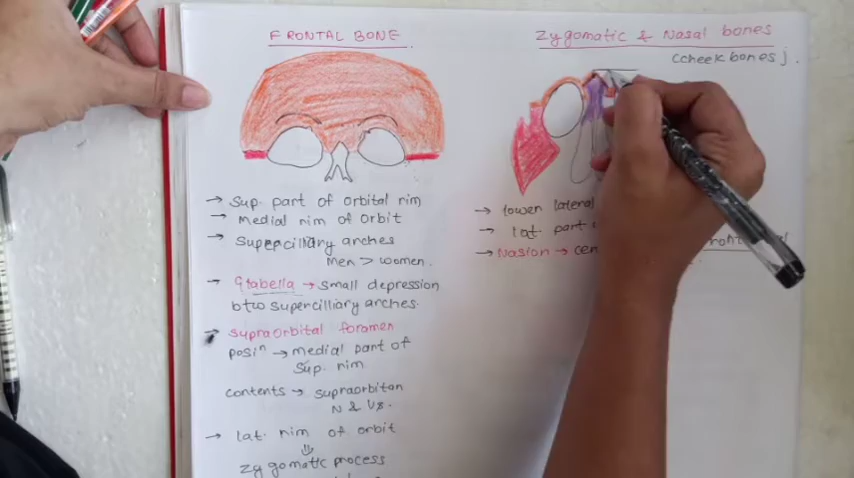 FRONTAL BONE
→ Sup. part of orbital rim
→ Medial rim of orbit
→ Superciliary arches
Men > women.
→ Glabella → small depression
btw supercilliary arches.
→ Supraorbital foramen
posiⁿ → medial part of
Sup. rim
contents → supraorbital
N & Vs.
→ lat. rim of orbit
⇓
Zygomatic process
Zygomatic & Nasal bones
(cheek bones).
→ lower lateral
→ lat. part
→ Nasion → cen